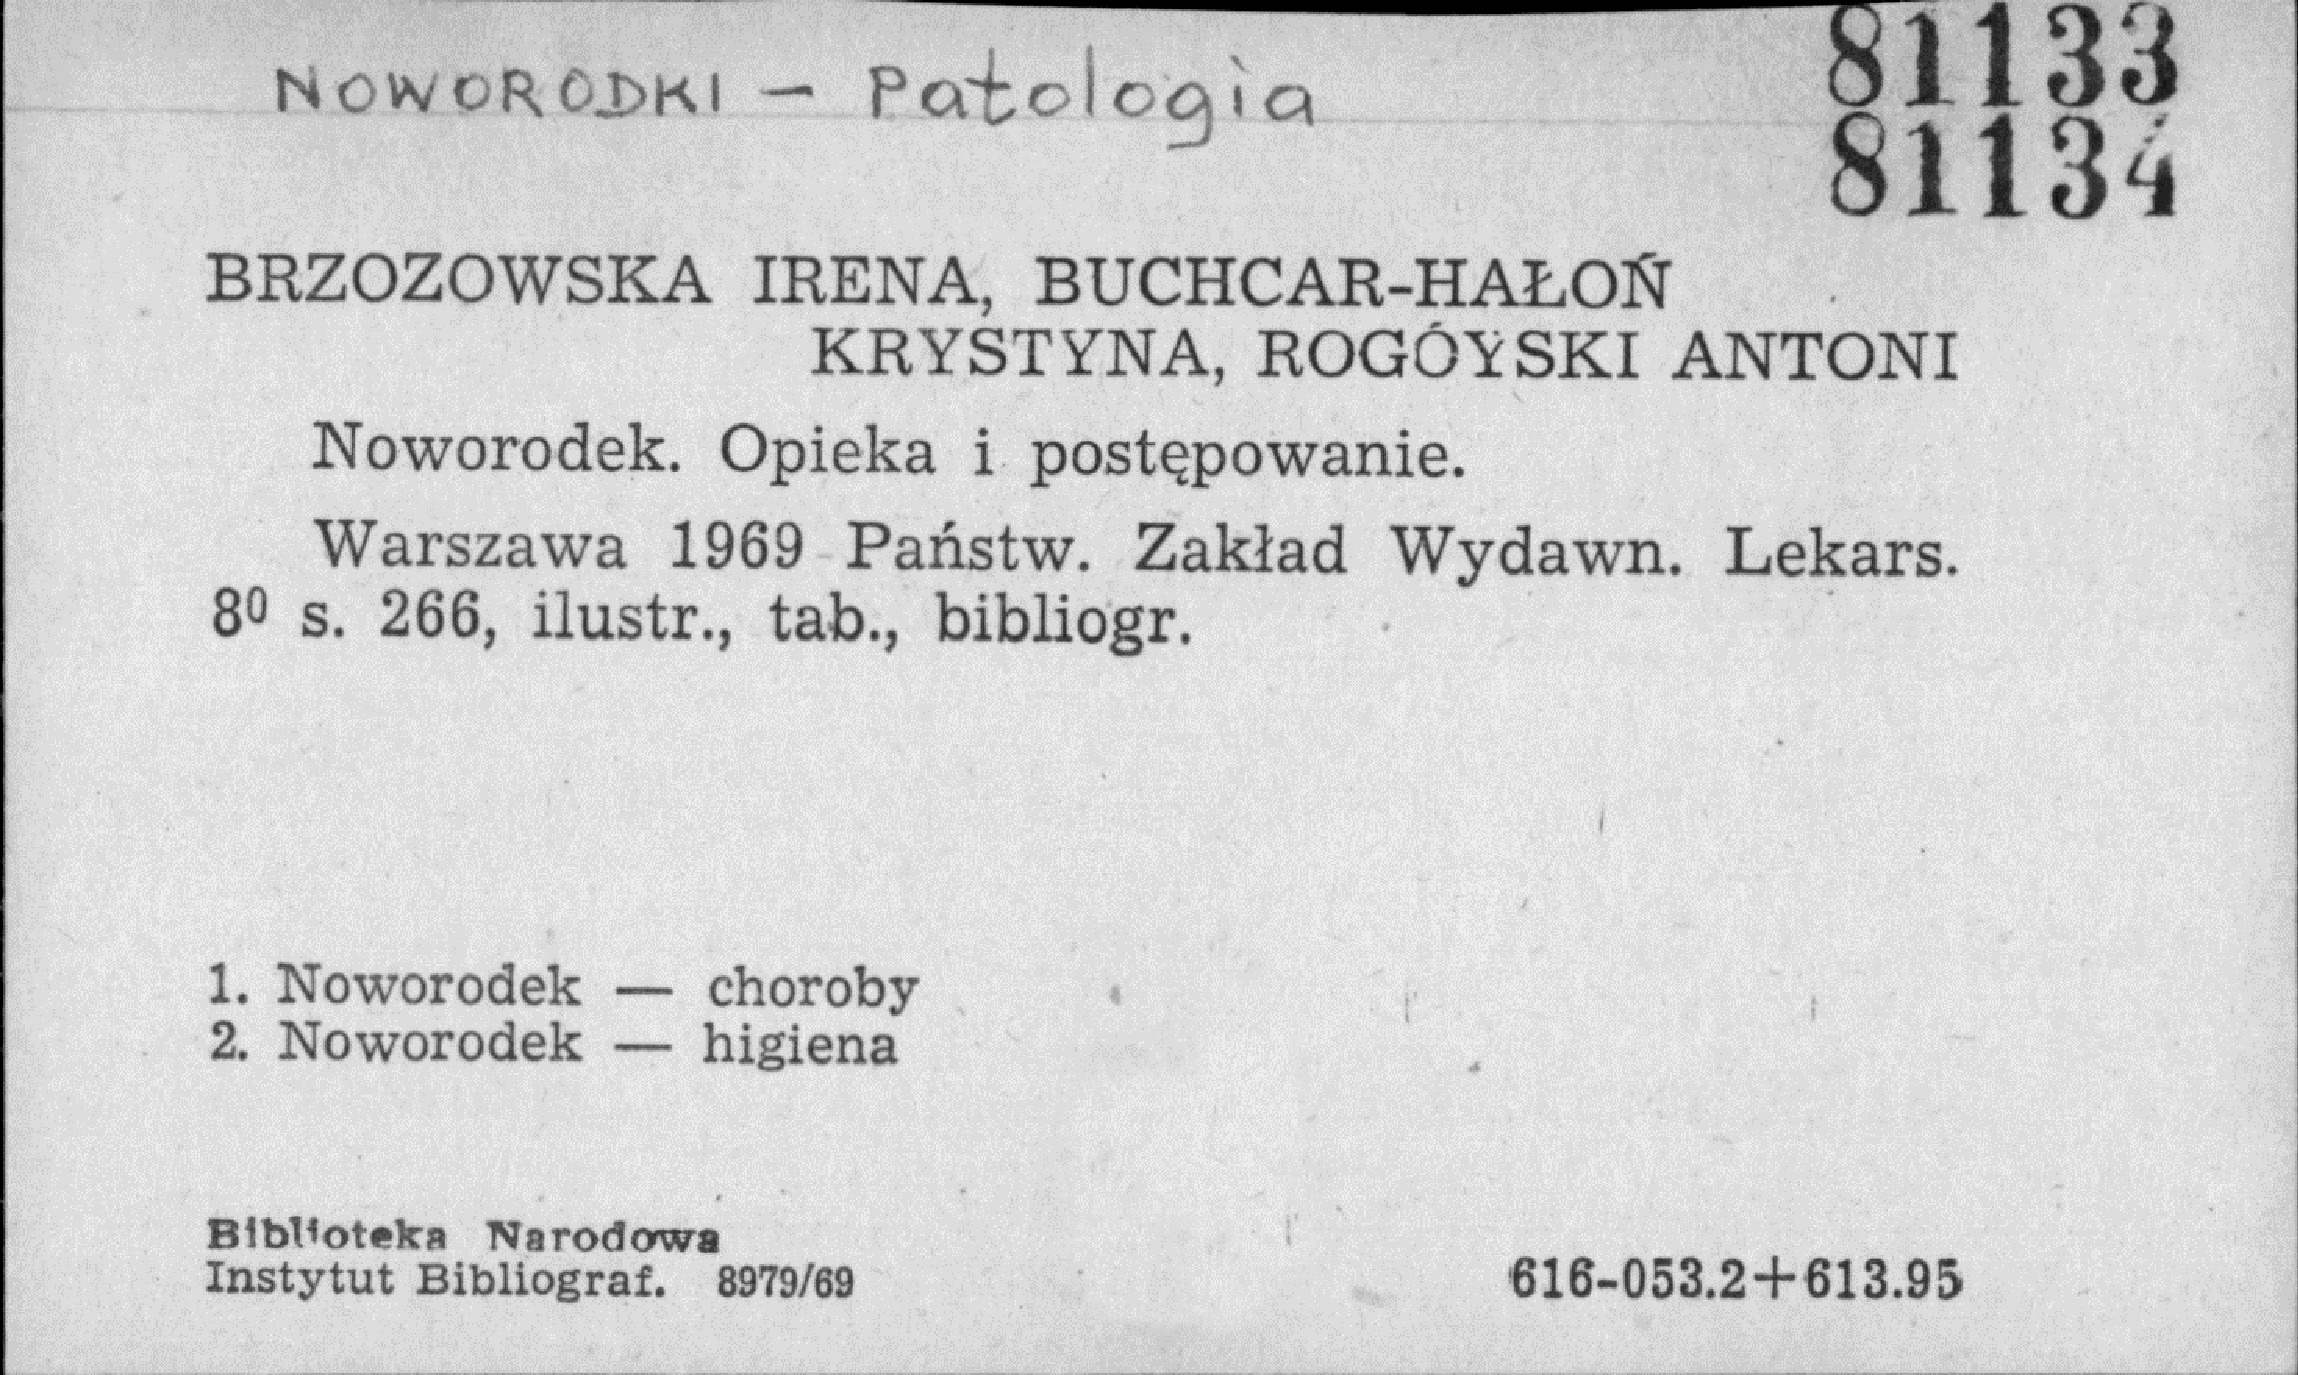 NOWORODKI – Patologia
81133
81134
BRZOZOWSKA IRENA, BUCHCAR-HAŁOŃ
KRYSTYNA, ROGÓYSKI ANTONI
Noworodek. Opieka i postępowanie.
Warszawa 1969 Państw. Zakład Wydawn. Lekars.
8⁰ s. 266, ilustr., tab., bibliogr.
1. Noworodek — choroby
2. Noworodek — higiena
Biblioteka Narodowa
Instytut Bibliograf. 8979/69
616-053.2+613.95